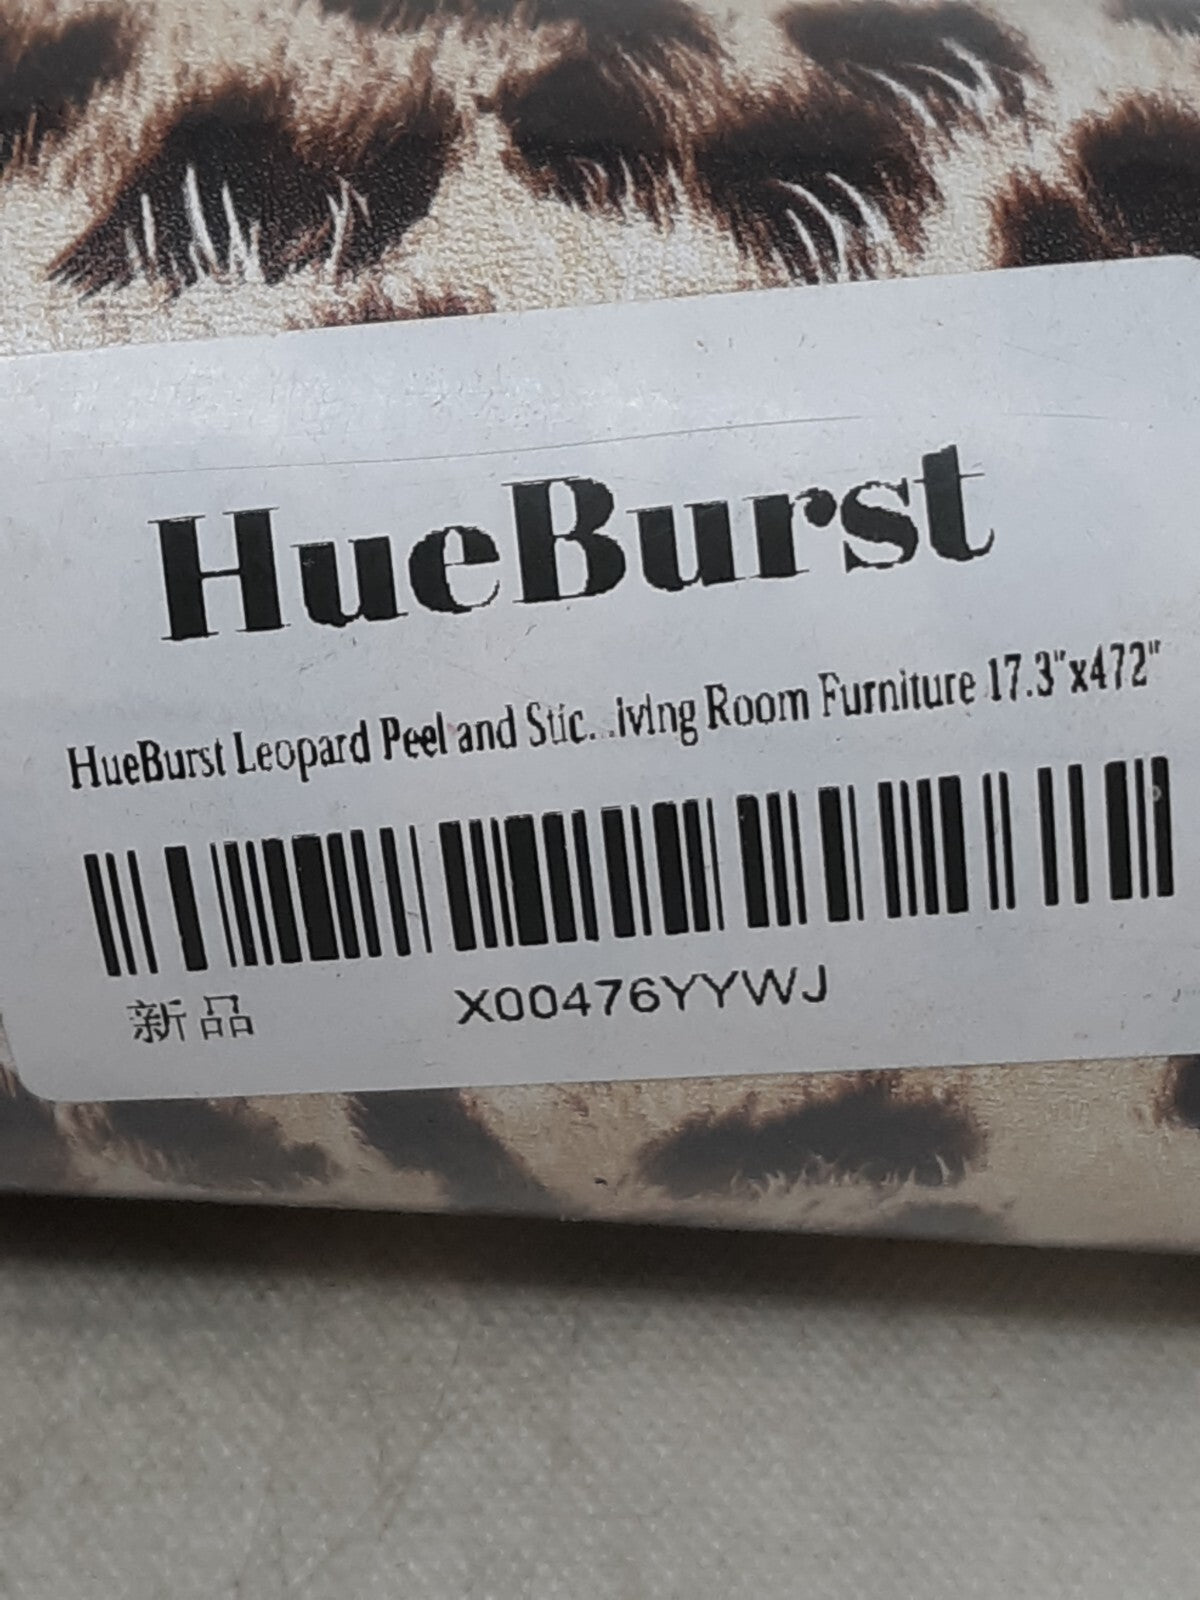 HueBurst
HueBurst Leopard Peel and Stic...iving Room Furniture 17.3"x472"
新品 X00476YYWJ